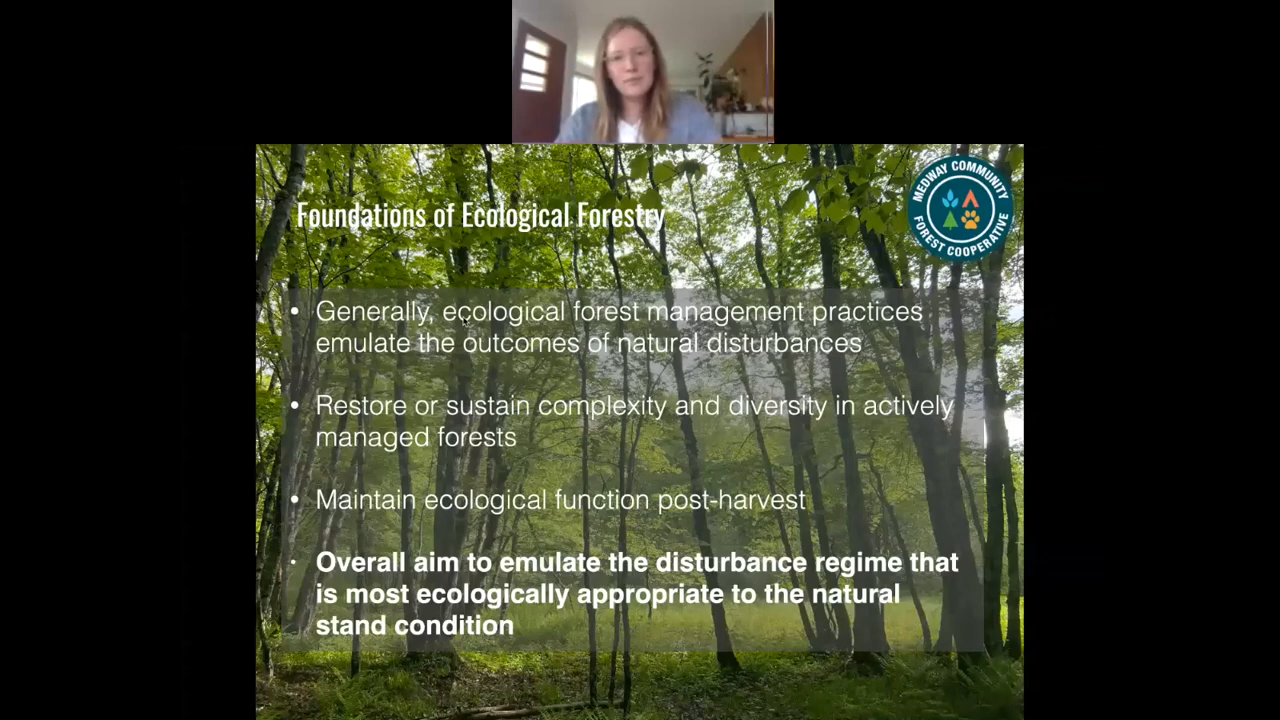 MEDWAY COMMUNITY
FOREST COOPERATIVE
Foundations of Ecological Forestry
• Generally, ecological forest management practices
emulate the outcomes of natural disturbances
• Restore or sustain complexity and diversity in actively
managed forests
• Maintain ecological function post-harvest
• Overall aim to emulate the disturbance regime that
is most ecologically appropriate to the natural
stand condition